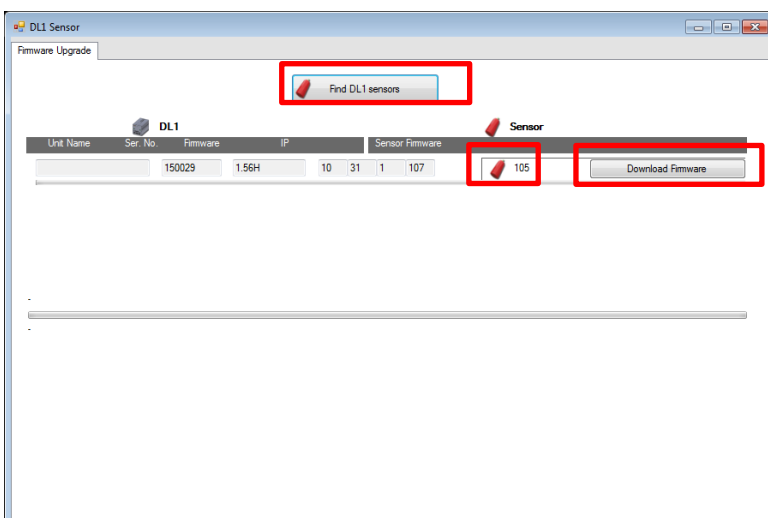 DL1 Sensor
Firmware Upgrade
Find DL1 sensors
DL1 Sensor
Unit Name Ser. No. Firmware IP Sensor Firmware
150029 1.56H 10 31 1 107 105 Download Firmware
-
-